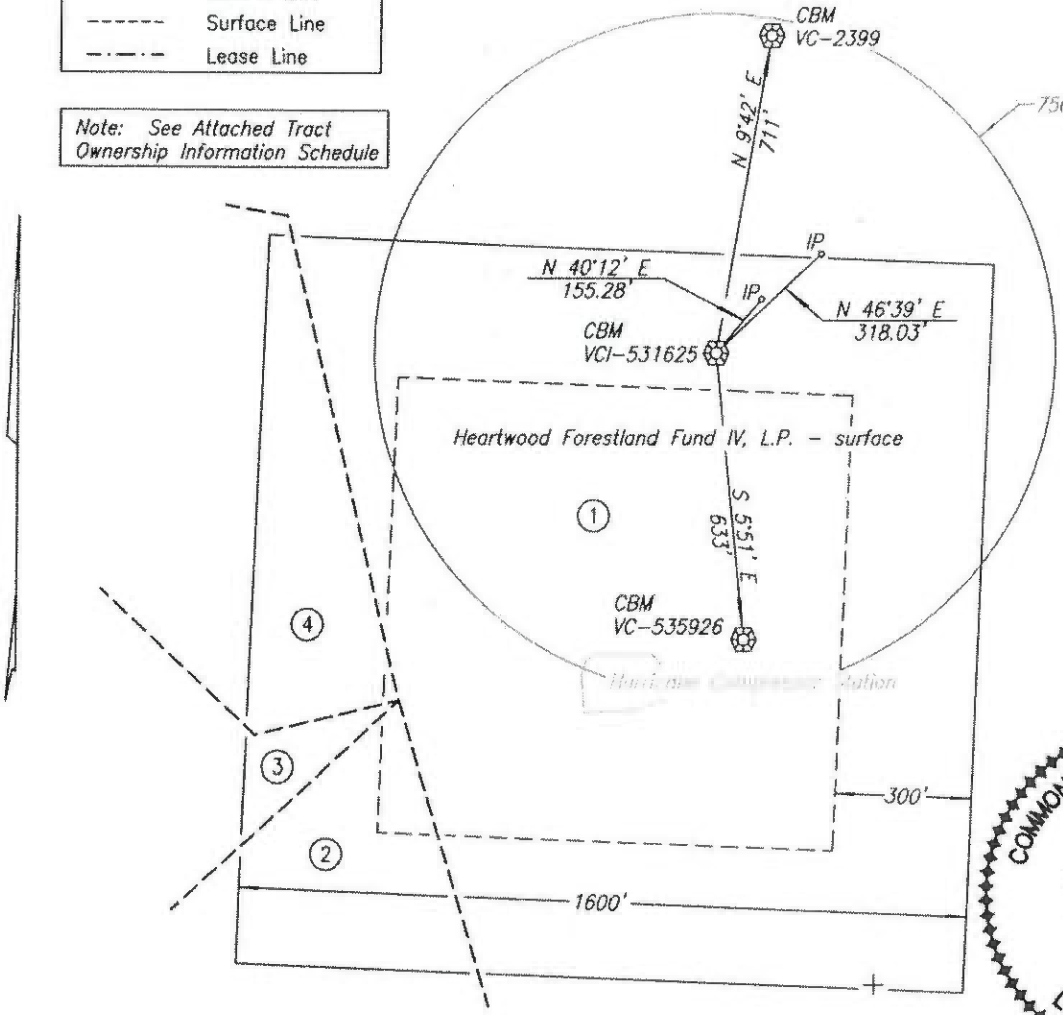 Surface Line
Lease Line
Note: See Attached Tract
Ownership Information Schedule
CBM
VC-2399
N 9°42' E
711'
IP
N 40°12' E
155.28'
IP
N 46°39' E
318.03'
CBM
VCI-531625
Heartwood Forestland Fund IV, L.P. - surface
1
S 5°51' E
633'
CBM
VC-535926
4
Station
3
300'
2
1600'